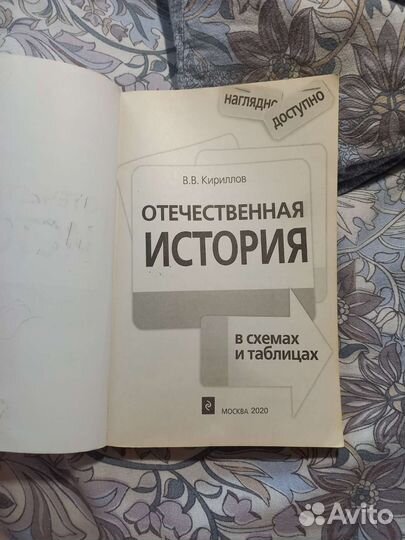 наглядно
доступно
В.В. Кириллов
ОТЕЧЕСТВЕННАЯ
ИСТОРИЯ
в схемах
и таблицах
МОСКВА 2020
Avito